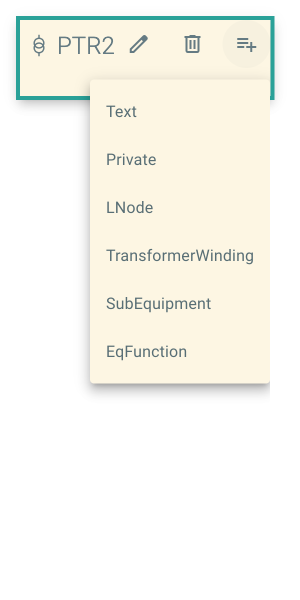 PTR2
Text
Private
LNode
TransformerWinding
SubEquipment
EqFunction